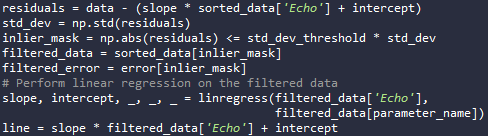 residuals = data - (slope * sorted_data['Echo'] + intercept)
std_dev = np.std(residuals)
inlier_mask = np.abs(residuals) <= std_dev_threshold * std_dev
filtered_data = sorted_data[inlier_mask]
filtered_error = error[inlier_mask]
# Perform linear regression on the filtered data
slope, intercept, _, _, _ = linregress(filtered_data['Echo'],
filtered_data[parameter_name])
line = slope * filtered_data['Echo'] + intercept